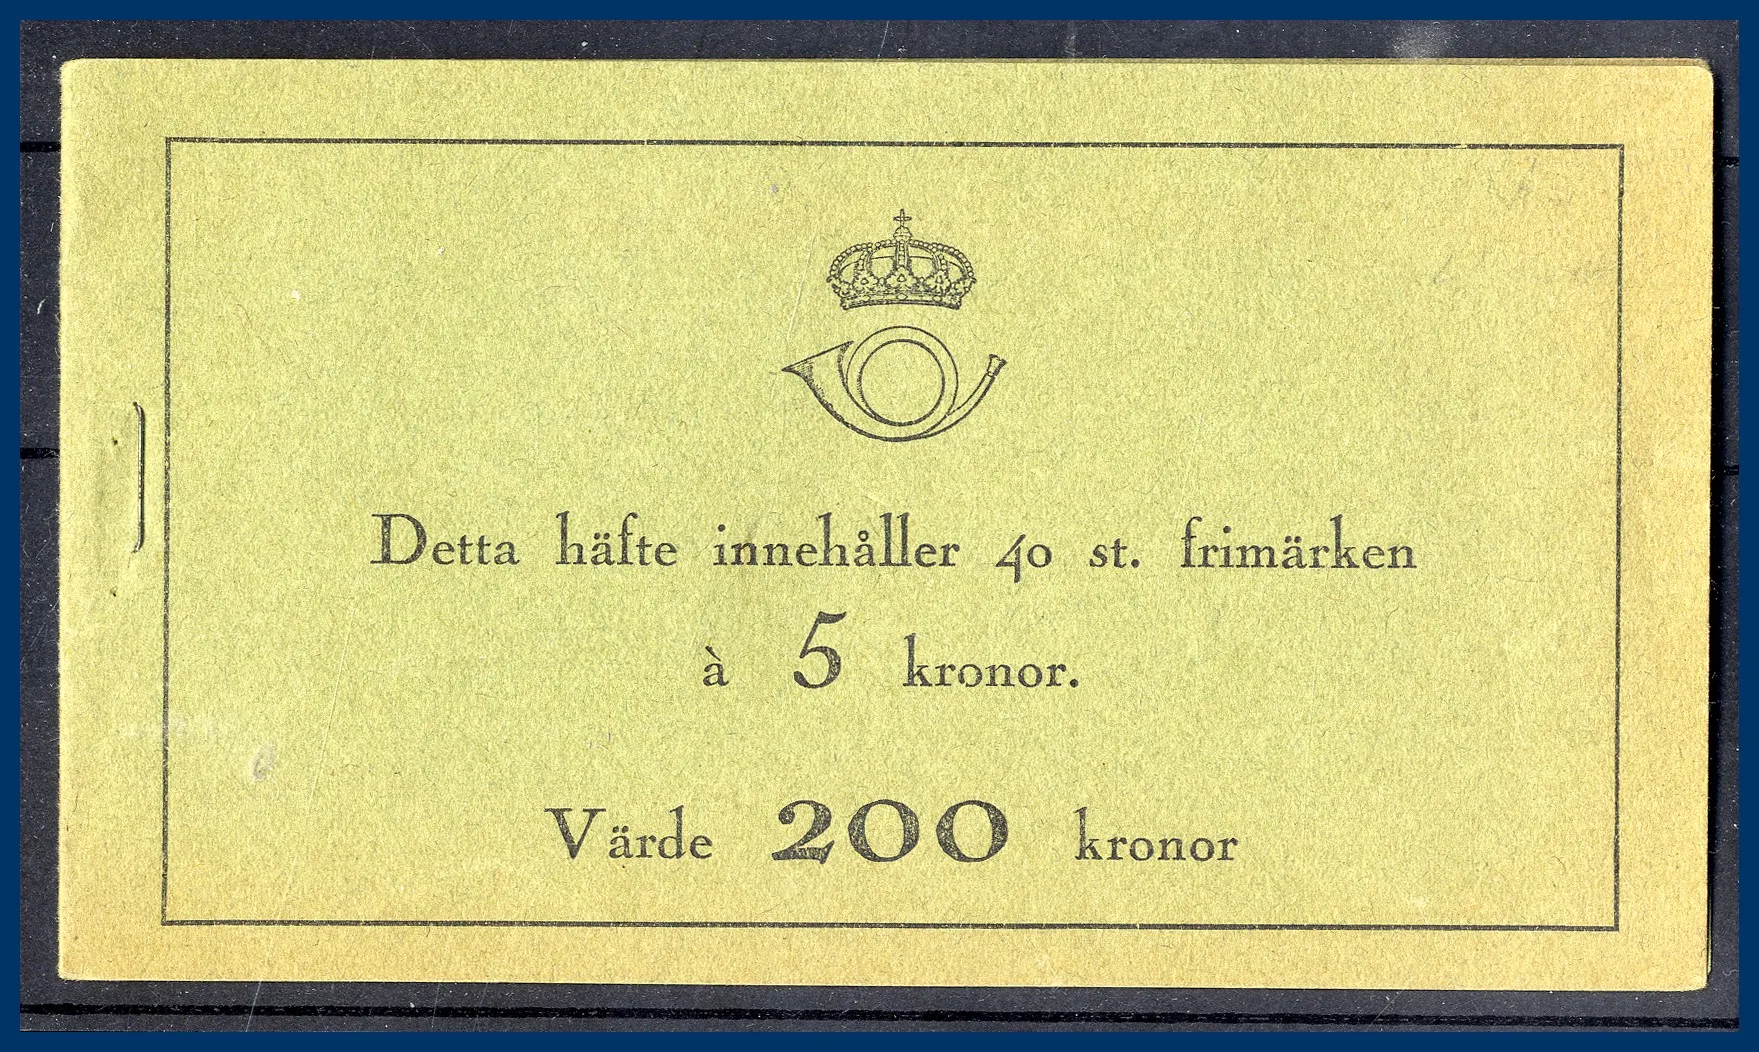 Detta häfte innehåller 40 st. frimärken
à 5 kronor.
Värde 200 kronor